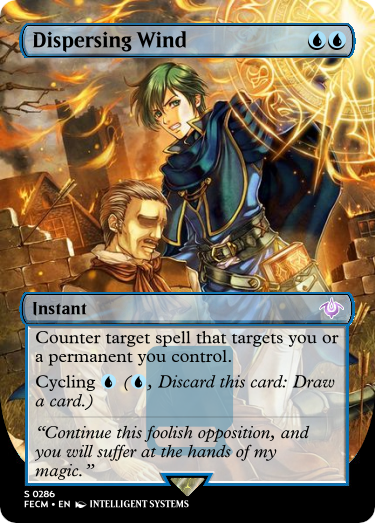 Dispersing Wind
Instant
Counter target spell that targets you or
a permanent you control.
Cycling (, Discard this card: Draw
a card.)
“Continue this foolish opposition, and
you will suffer at the hands of my
magic.”
S 0286
FECM • EN INTELLIGENT SYSTEMS